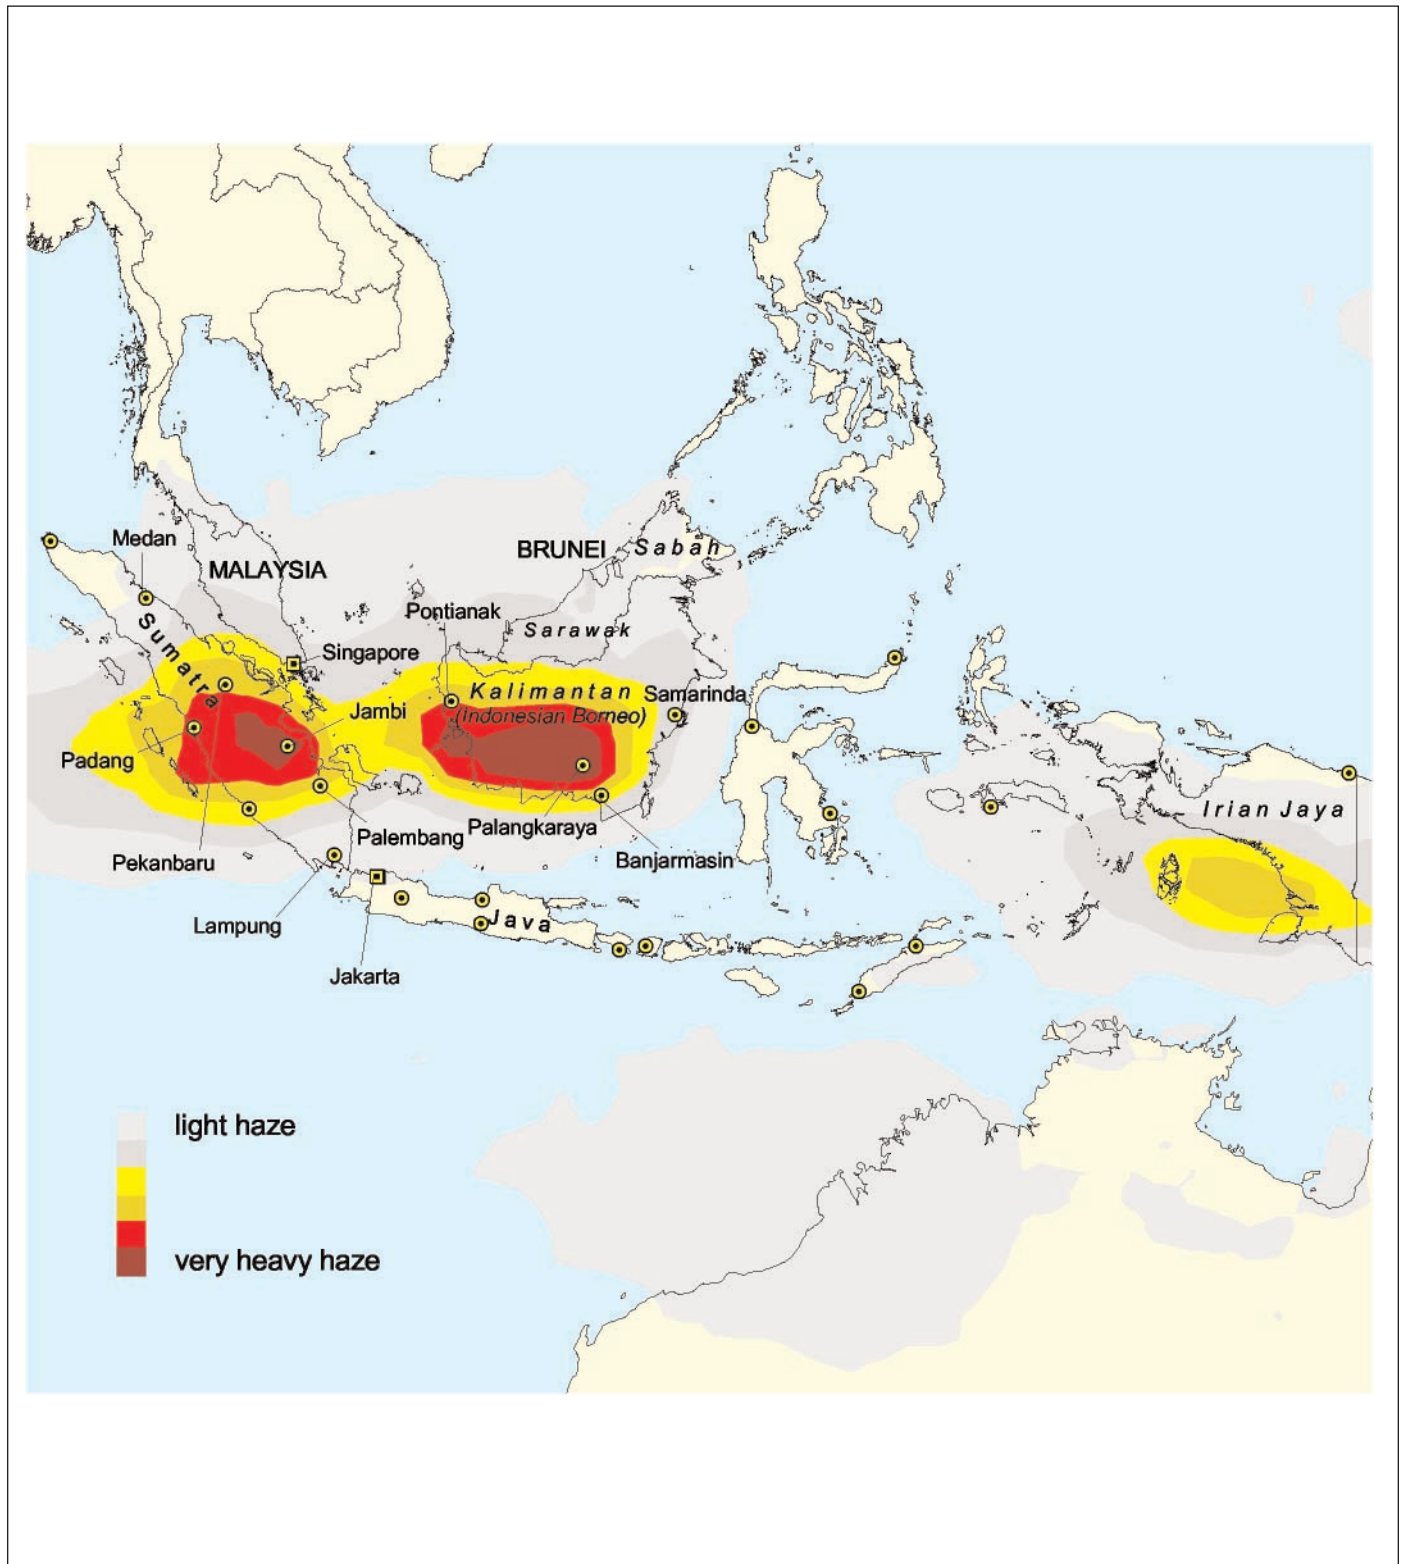 Medan
MALAYSIA
BRUNEI
Sabah
Sumatra
Pontianak
Sarawak
Singapore
Kalimantan
(Indonesian Borneo)
Samarinda
Jambi
Padang
Irian Jaya
Palembang
Palangkaraya
Pekanbaru
Banjarmasin
Lampung
Java
Jakarta
light haze
very heavy haze